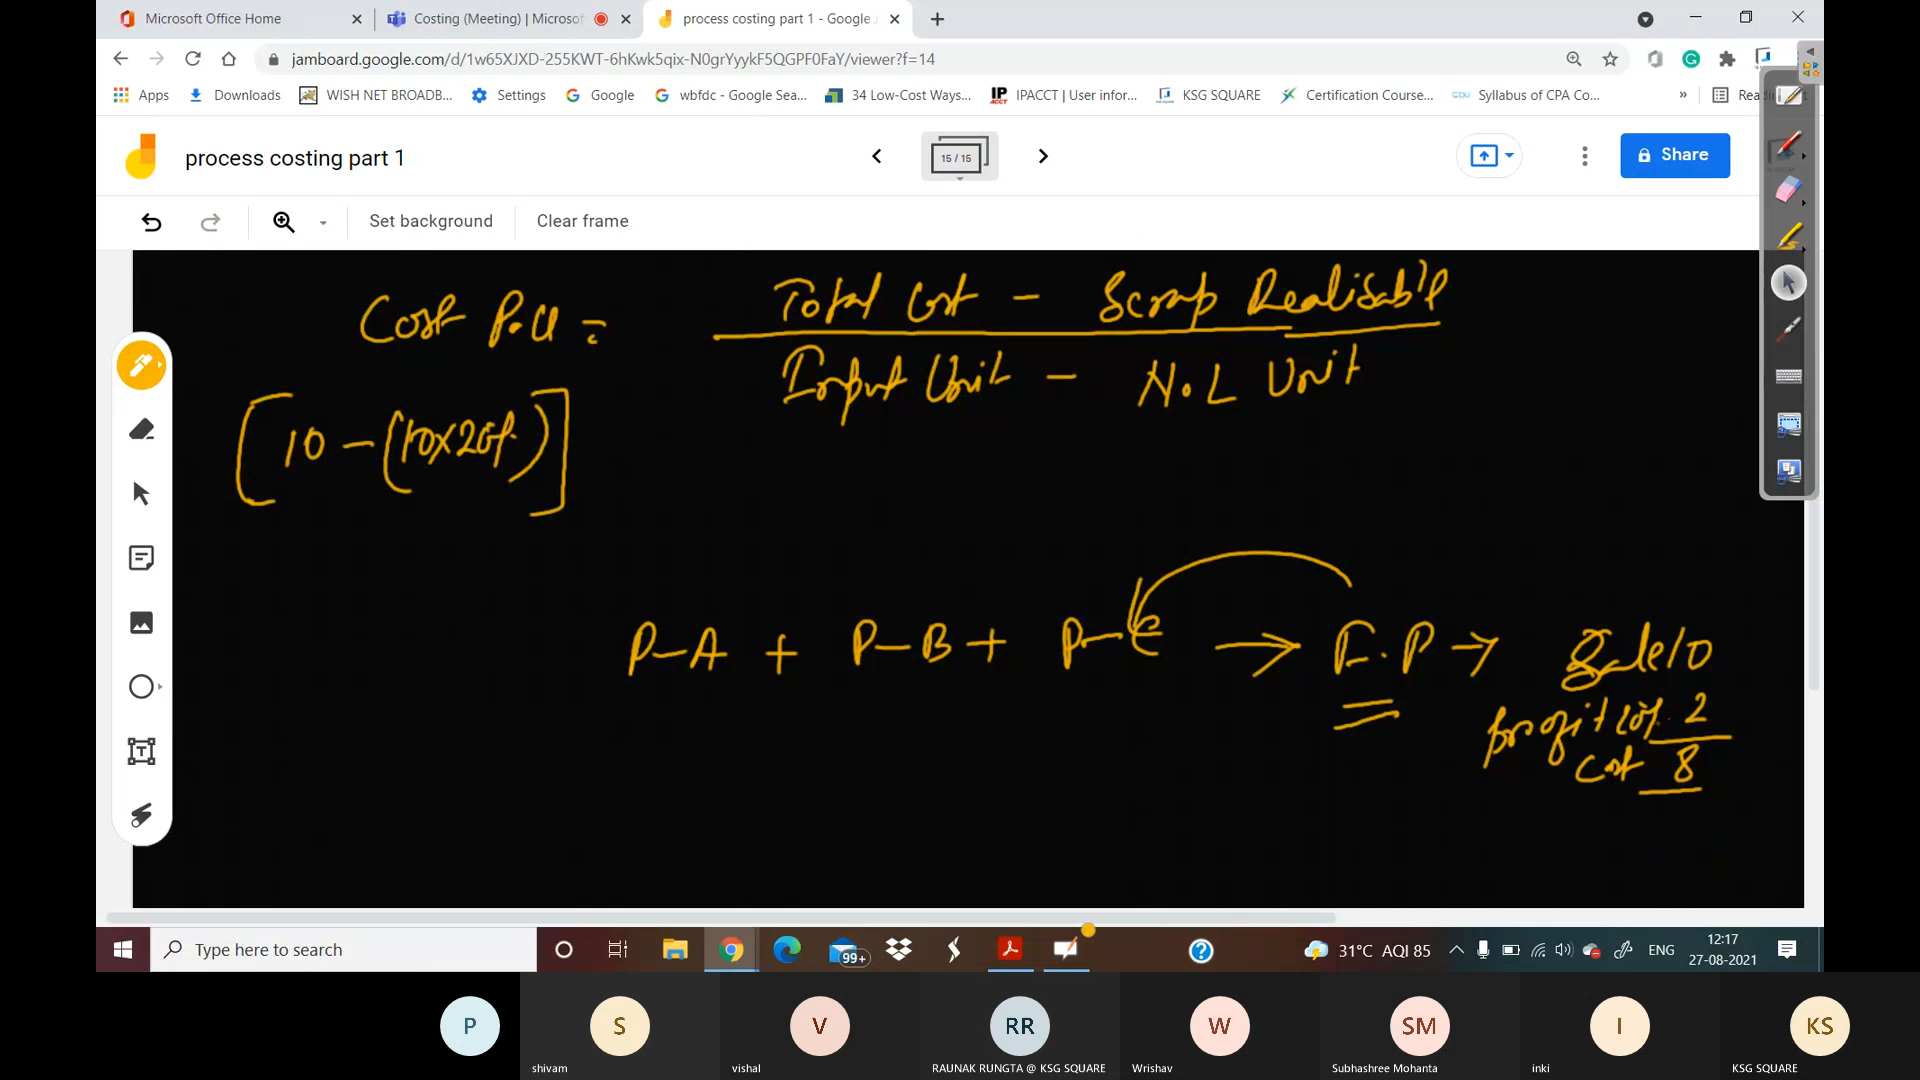 Microsoft Office Home
Costing (Meeting) | Microsof
process costing part 1 - Google J
jamboard.google.com/d/1w65XJXD-255KWT-6hKwk5qix-N0grYyykF5QGPF0FaY/viewer?f=14
Apps Downloads WISH NET BROADB... Settings Google wbfdc - Google Sea... 34 Low-Cost Ways... IPACCT | User infor... KSG SQUARE Certification Course... Syllabus of CPA Co... » Readi
process costing part 1
15 / 15
Share
Set background Clear frame
Cost P.U = Total Cost - Scrap Realisable
Input Unit - N.L Unit
[10 - (10x20%)]
P-A + P-B + P-C → F.P → Sale 10
profit 20% 2
Cost 8
Type here to search
99+
31°C AQI 85
ENG
12:17
27-08-2021
P S V RR W SM I KS
shivam vishal RAUNAK RUNGTA @ KSG SQUARE Wrishav Subhashree Mohanta inki KSG SQUARE